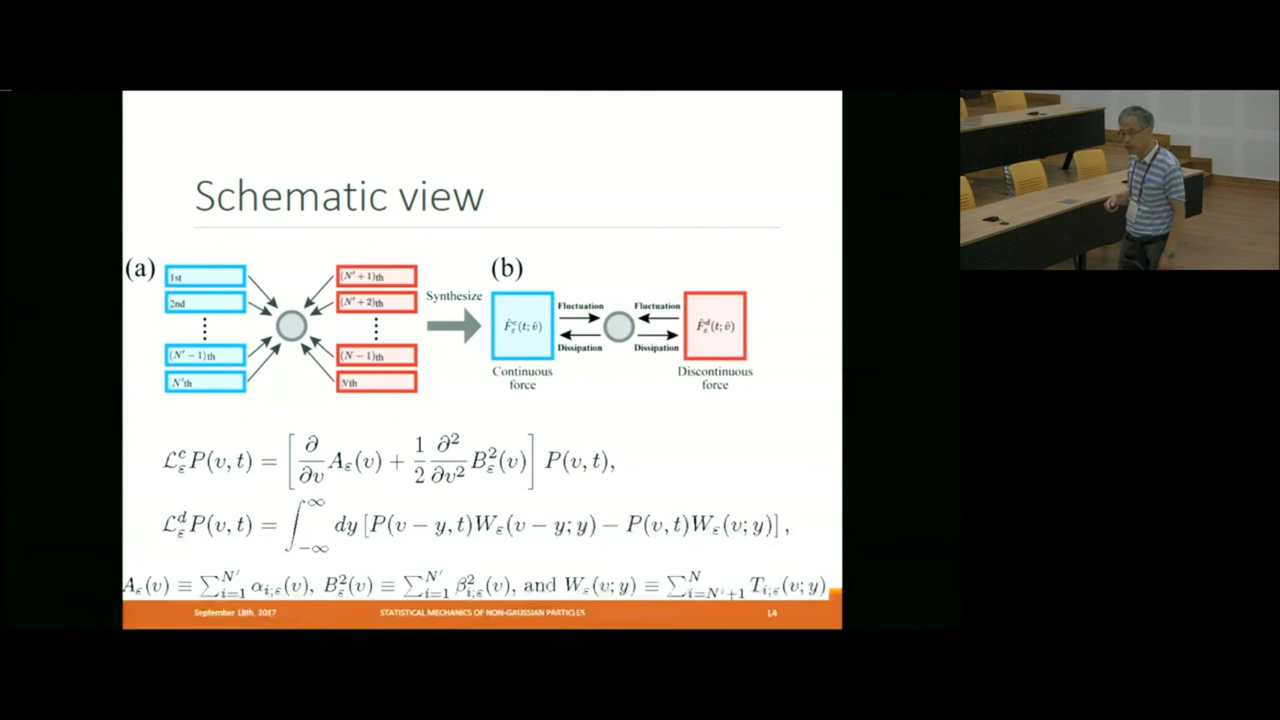 Schematic view
(a)
1st
2nd
(N′ − 1)th
N′th
(N′ + 1)th
(N′ + 2)th
(N − 1)th
Nth
Synthesize
(b)
F̂ᶜ_ε(t; v̂)
Continuous
force
Fluctuation
Dissipation
Fluctuation
Dissipation
F̂ᵈ_ε(t; v̂)
Discontinuous
force
ℒᶜ_ε P(v, t) = [∂/∂v A_ε(v) + 1/2 ∂²/∂v² B²_ε(v)] P(v, t),
ℒᵈ_ε P(v, t) = ∫_{−∞}^{∞} dy [P(v − y, t)W_ε(v − y; y) − P(v, t)W_ε(v; y)] ,
A_ε(v) ≡ ∑_{i=1}^{N′} α_{i;ε}(v), B²_ε(v) ≡ ∑_{i=1}^{N′} β²_{i;ε}(v), and W_ε(v; y) ≡ ∑_{i=N′+1}^{N} T_{i;ε}(v; y)
September 18th, 2017 STATISTICAL MECHANICS OF NON-GAUSSIAN PARTICLES 14